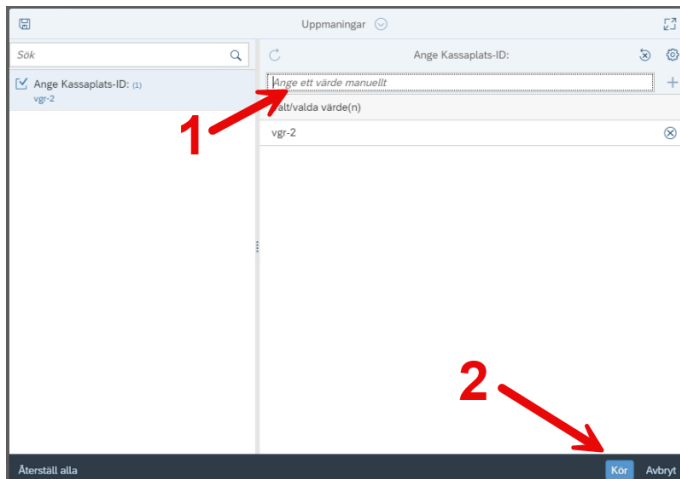 Uppmaningar
Sök
Ange Kassaplats-ID: (1)
vgr-2
Ange Kassaplats-ID:
Ange ett värde manuellt
alt/valda värde(n)
vgr-2
1
2
Återställ alla
Kör
Avbryt